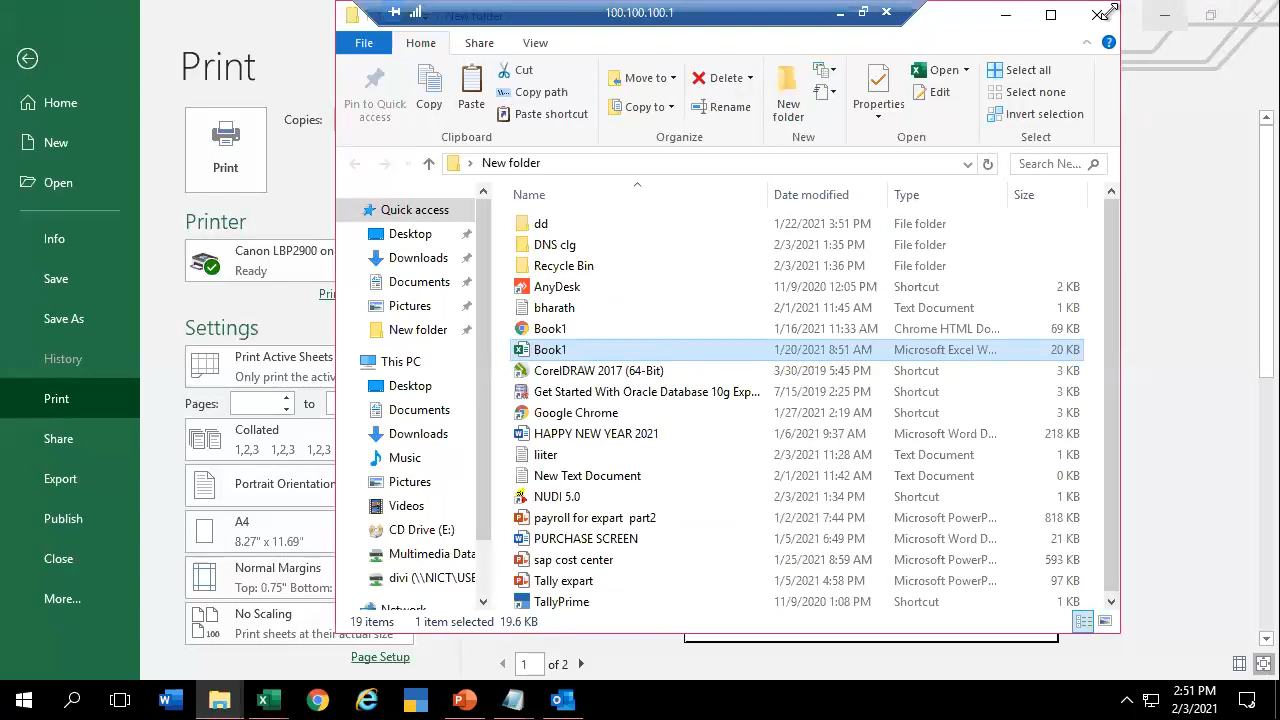 New folder
100.100.100.1
File
Home
Share
View
Pin to Quick access
Copy
Paste
Cut
Copy path
Paste shortcut
Clipboard
Move to
Copy to
Delete
Rename
Organize
New folder
New
Properties
Open
Edit
Open
Select all
Select none
Invert selection
Select
New folder
Search Ne...
Quick access
Desktop
Downloads
Documents
Pictures
New folder
This PC
Desktop
Documents
Downloads
Music
Pictures
Videos
CD Drive (E:)
Multimedia Data
divi (\\NICT\USE
Network
Name Date modified Type Size
dd 1/22/2021 3:51 PM File folder
DNS clg 2/3/2021 1:35 PM File folder
Recycle Bin 2/3/2021 1:36 PM File folder
AnyDesk 11/9/2020 12:05 PM Shortcut 2 KB
bharath 2/1/2021 11:45 AM Text Document 1 KB
Book1 1/16/2021 11:33 AM Chrome HTML Do... 69 KB
Book1 1/20/2021 8:51 AM Microsoft Excel W... 20 KB
CorelDRAW 2017 (64-Bit) 3/30/2019 5:45 PM Shortcut 3 KB
Get Started With Oracle Database 10g Exp... 7/15/2019 2:25 PM Shortcut 3 KB
Google Chrome 1/27/2021 2:19 AM Shortcut 3 KB
HAPPY NEW YEAR 2021 1/6/2021 9:37 AM Microsoft Word D... 218 KB
liiter 2/3/2021 11:28 AM Text Document 1 KB
New Text Document 2/1/2021 11:42 AM Text Document 0 KB
NUDI 5.0 2/3/2021 1:34 PM Shortcut 1 KB
payroll for expart part2 1/2/2021 7:44 PM Microsoft PowerP... 818 KB
PURCHASE SCREEN 1/5/2021 6:49 PM Microsoft Word D... 21 KB
sap cost center 1/25/2021 8:59 AM Microsoft PowerP... 593 KB
Tally expart 1/5/2021 4:58 PM Microsoft PowerP... 97 KB
TallyPrime 11/9/2020 1:08 PM Shortcut 1 KB
19 items 1 item selected 19.6 KB
Home
New
Open
Info
Save
Save As
History
Print
Share
Export
Publish
Close
More...
Print
Print
Copies:
Printer
Canon LBP2900 on
Ready
Pri
Settings
Print Active Sheets
Only print the active
Pages: to
Collated
1,2,3 1,2,3 1,2,3
Portrait Orientation
A4
8.27" x 11.69"
Normal Margins
Top: 0.75" Bottom:
No Scaling
100
Print sheets at their actual size
Page Setup
1 of 2
2:51 PM
2/3/2021